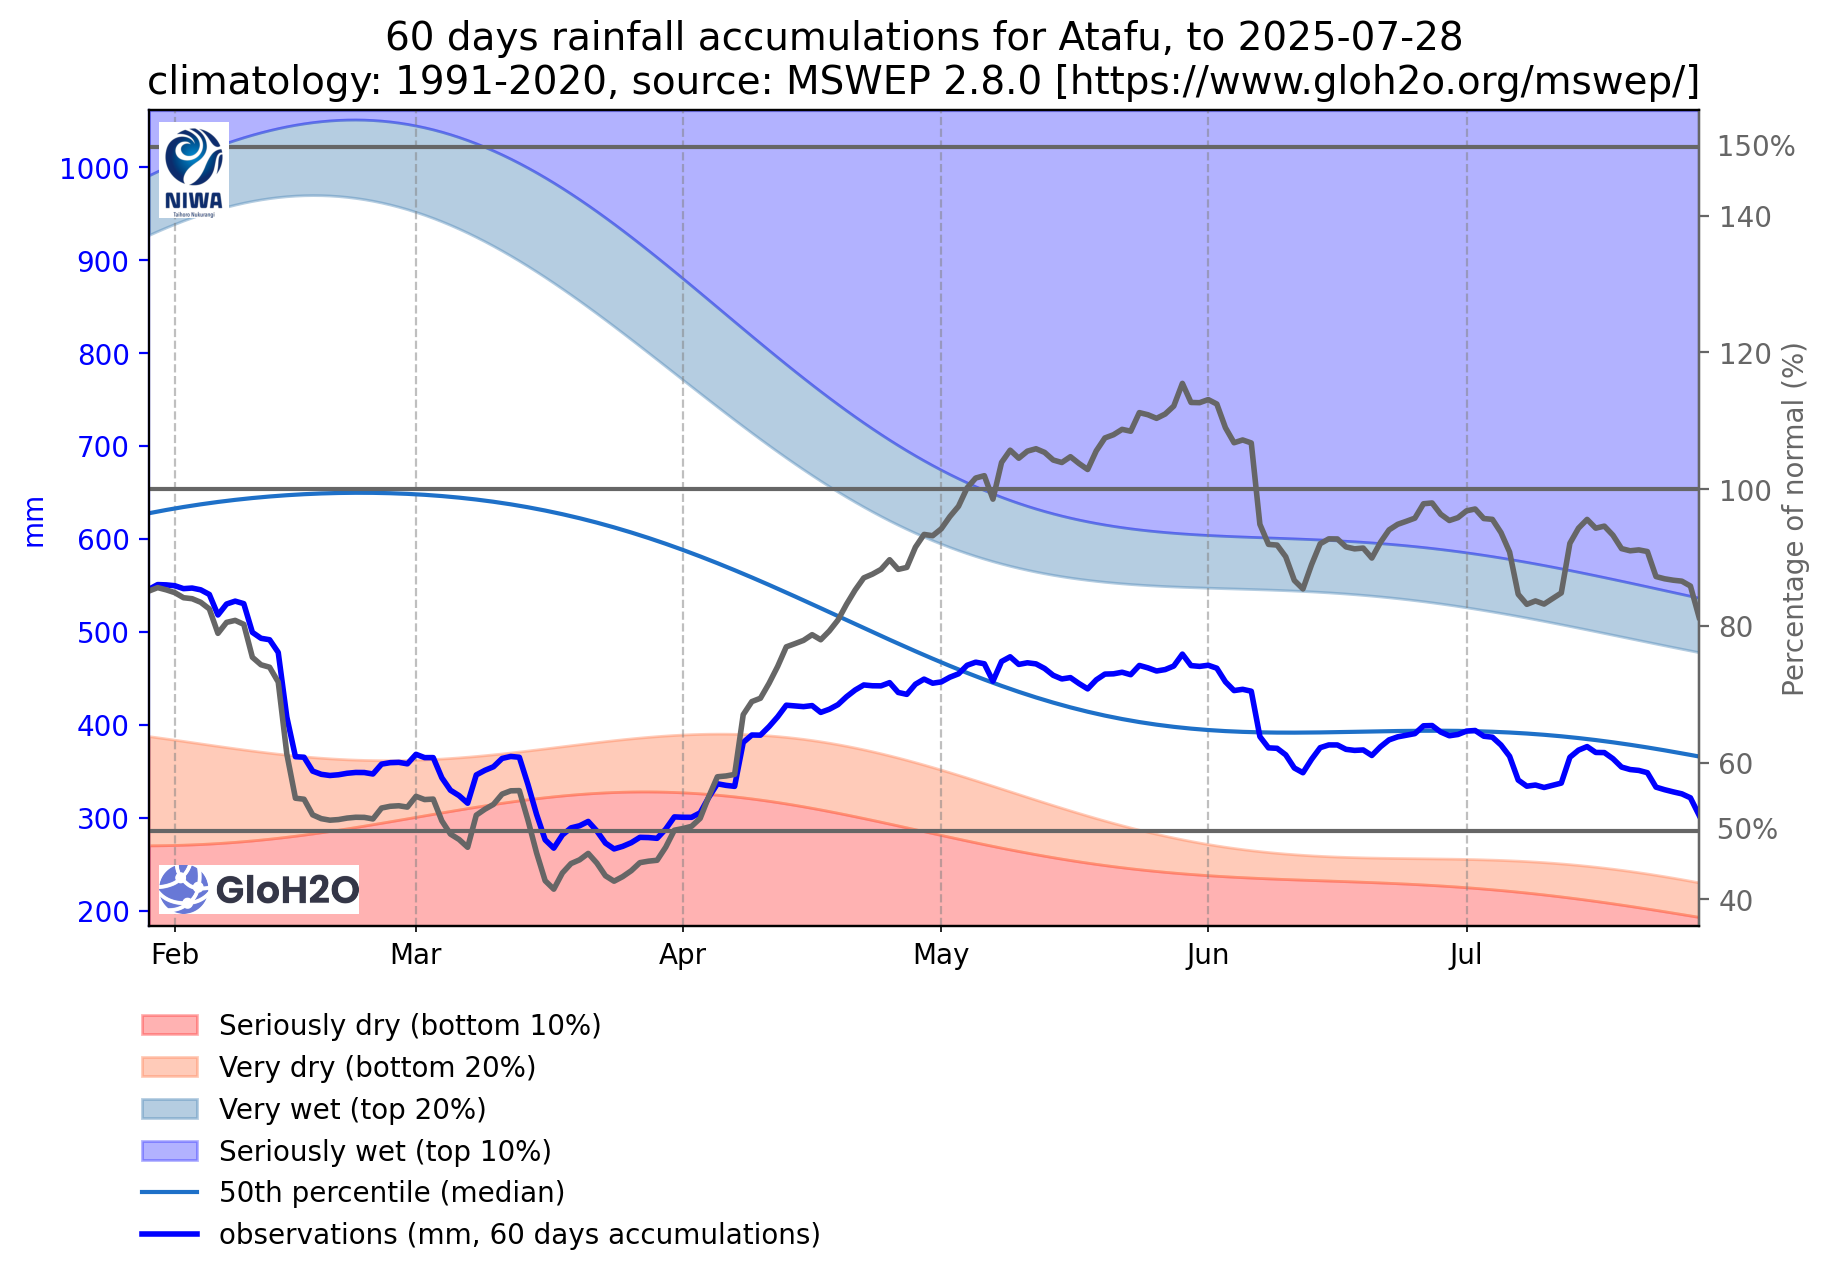 60 days rainfall accumulations for Atafu, to 2025-07-28
climatology: 1991-2020, source: MSWEP 2.8.0 [https://www.gloh2o.org/mswep/]
NIWA
Taihoro Nukurangi
mm
1000
900
800
700
600
500
400
300
200
150%
140
120
100
80
60
50%
40
Percentage of normal (%)
GloH2O
Feb Mar Apr May Jun Jul
Seriously dry (bottom 10%)
Very dry (bottom 20%)
Very wet (top 20%)
Seriously wet (top 10%)
50th percentile (median)
observations (mm, 60 days accumulations)